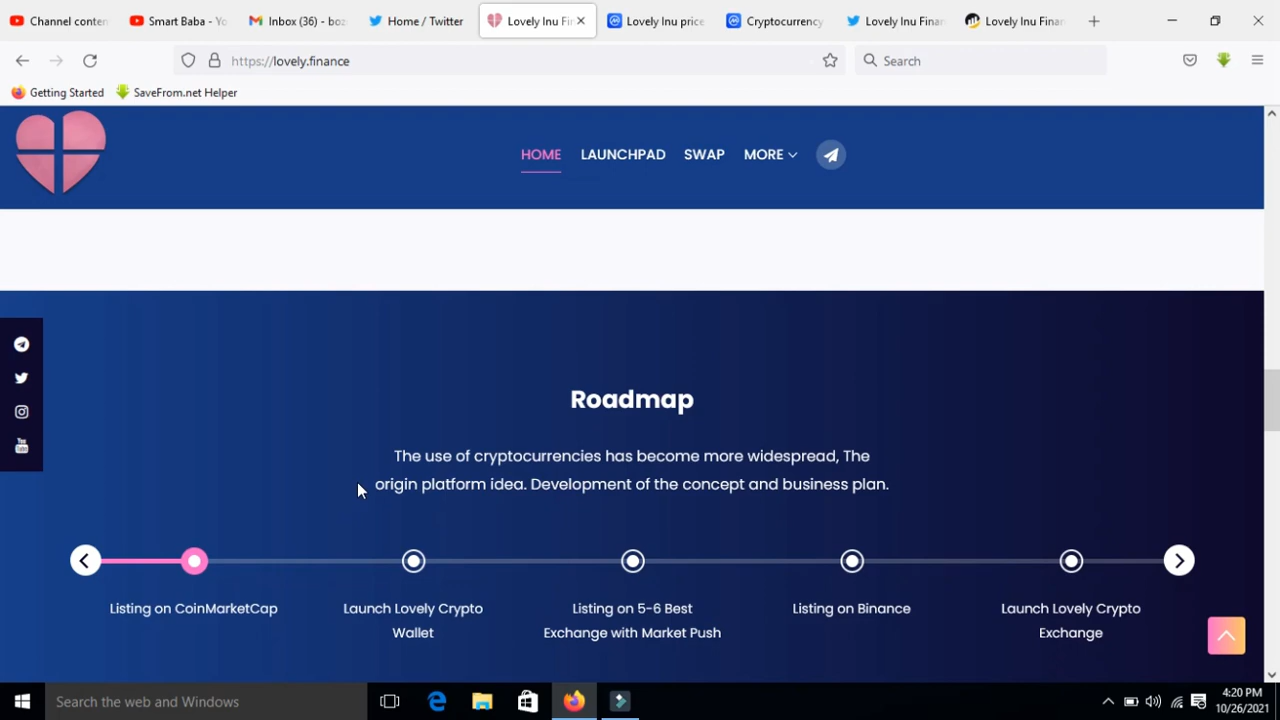 Channel conten
Smart Baba - Yo
Inbox (36) - boz
Home / Twitter
Lovely Inu Fi
Lovely Inu price
Cryptocurrency
Lovely Inu Finan
Lovely Inu Finan
https://lovely.finance
Search
Getting Started
SaveFrom.net Helper
HOME
LAUNCHPAD
SWAP
MORE
Roadmap
The use of cryptocurrencies has become more widespread, The
origin platform idea. Development of the concept and business plan.
Listing on CoinMarketCap
Launch Lovely Crypto
Wallet
Listing on 5-6 Best
Exchange with Market Push
Listing on Binance
Launch Lovely Crypto
Exchange
Search the web and Windows
4:20 PM
10/26/2021